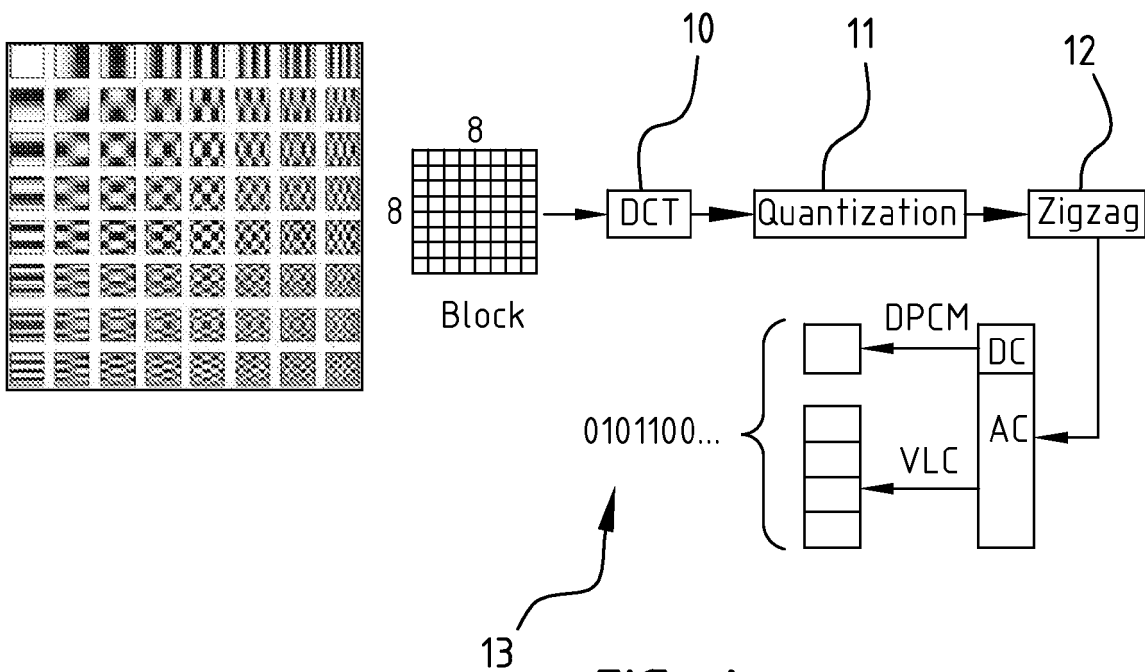 10
11
12
8
8
DCT
Quantization
Zigzag
Block
DPCM
DC
0101100...
VLC
AC
13